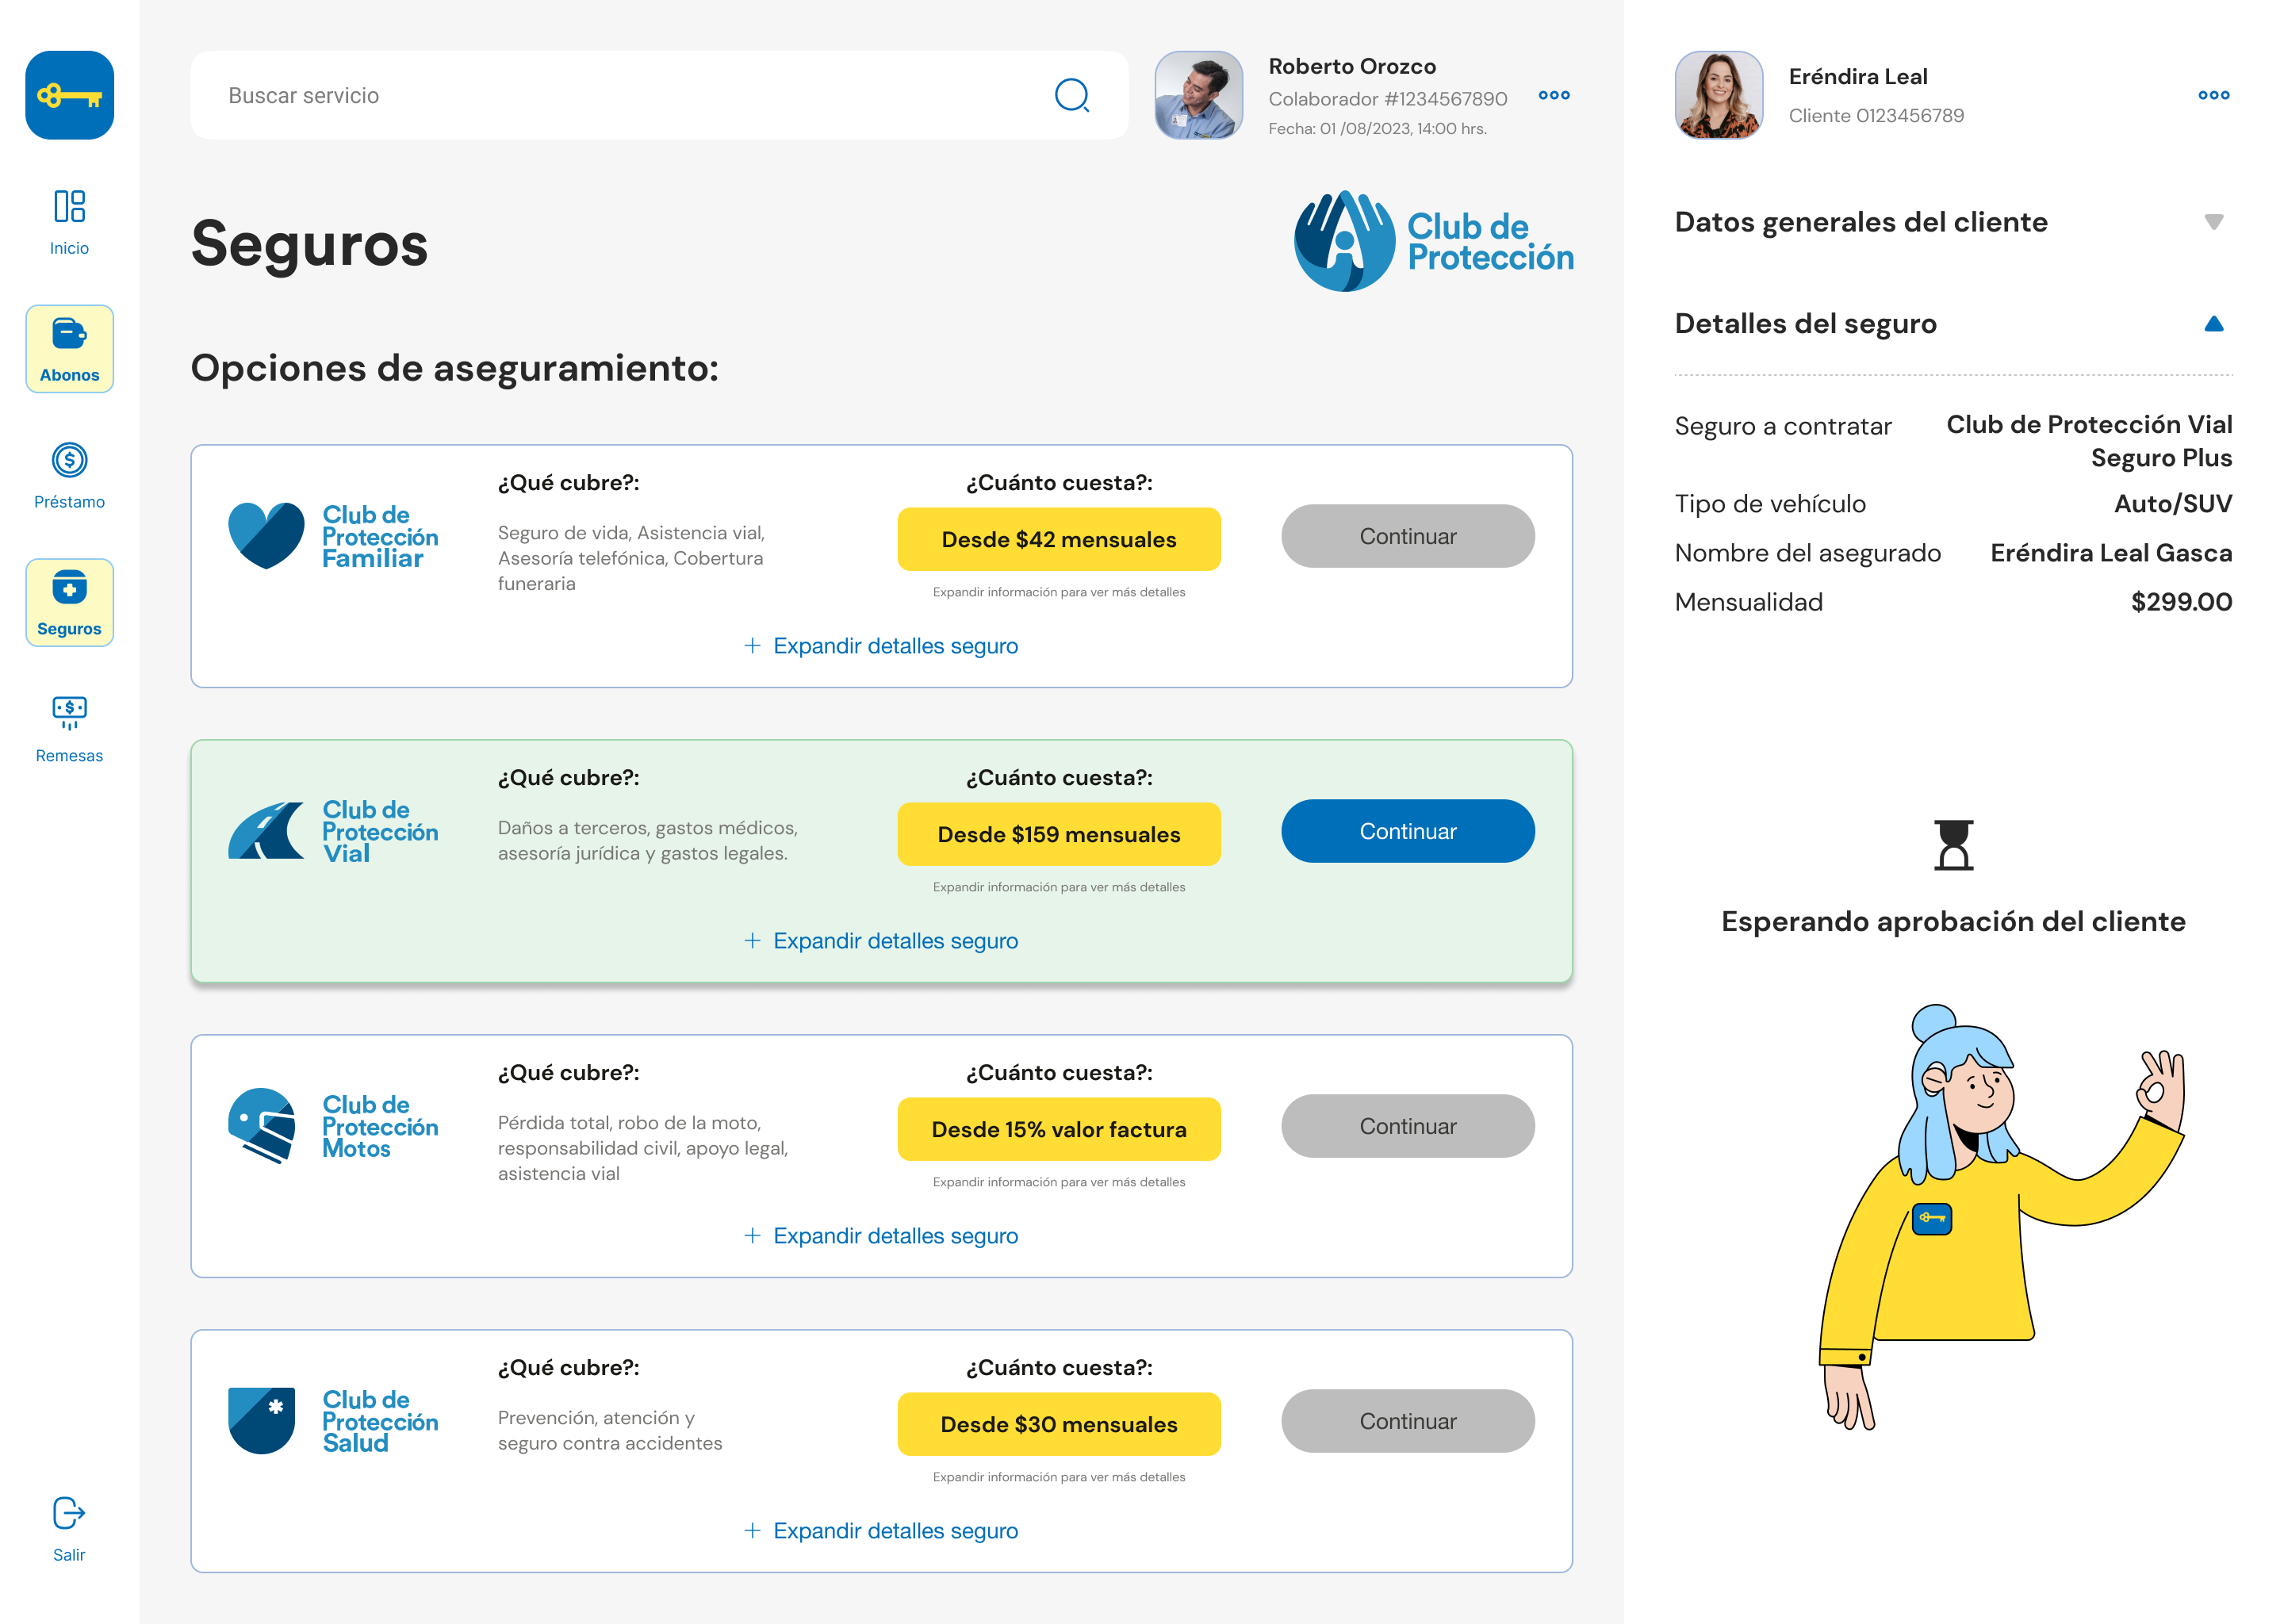 Inicio
Abonos
Préstamo
Seguros
Remesas
Salir
Buscar servicio
Roberto Orozco
Colaborador #1234567890
Fecha: 01 /08/2023, 14:00 hrs.
Seguros
Club de
Protección
Opciones de aseguramiento:
Club de
Protección
Familiar
¿Qué cubre?:
Seguro de vida, Asistencia vial,
Asesoría telefónica, Cobertura
funeraria
¿Cuánto cuesta?:
Desde $42 mensuales
Expandir información para ver más detalles
Continuar
+ Expandir detalles seguro
Club de
Protección
Vial
¿Qué cubre?:
Daños a terceros, gastos médicos,
asesoría jurídica y gastos legales.
¿Cuánto cuesta?:
Desde $159 mensuales
Expandir información para ver más detalles
Continuar
+ Expandir detalles seguro
Club de
Protección
Motos
¿Qué cubre?:
Pérdida total, robo de la moto,
responsabilidad civil, apoyo legal,
asistencia vial
¿Cuánto cuesta?:
Desde 15% valor factura
Expandir información para ver más detalles
Continuar
+ Expandir detalles seguro
Club de
Protección
Salud
¿Qué cubre?:
Prevención, atención y
seguro contra accidentes
¿Cuánto cuesta?:
Desde $30 mensuales
Expandir información para ver más detalles
Continuar
+ Expandir detalles seguro
Eréndira Leal
Cliente 0123456789
Datos generales del cliente
Detalles del seguro
Seguro a contratar Club de Protección Vial
Seguro Plus
Tipo de vehículo Auto/SUV
Nombre del asegurado Eréndira Leal Gasca
Mensualidad $299.00
Esperando aprobación del cliente